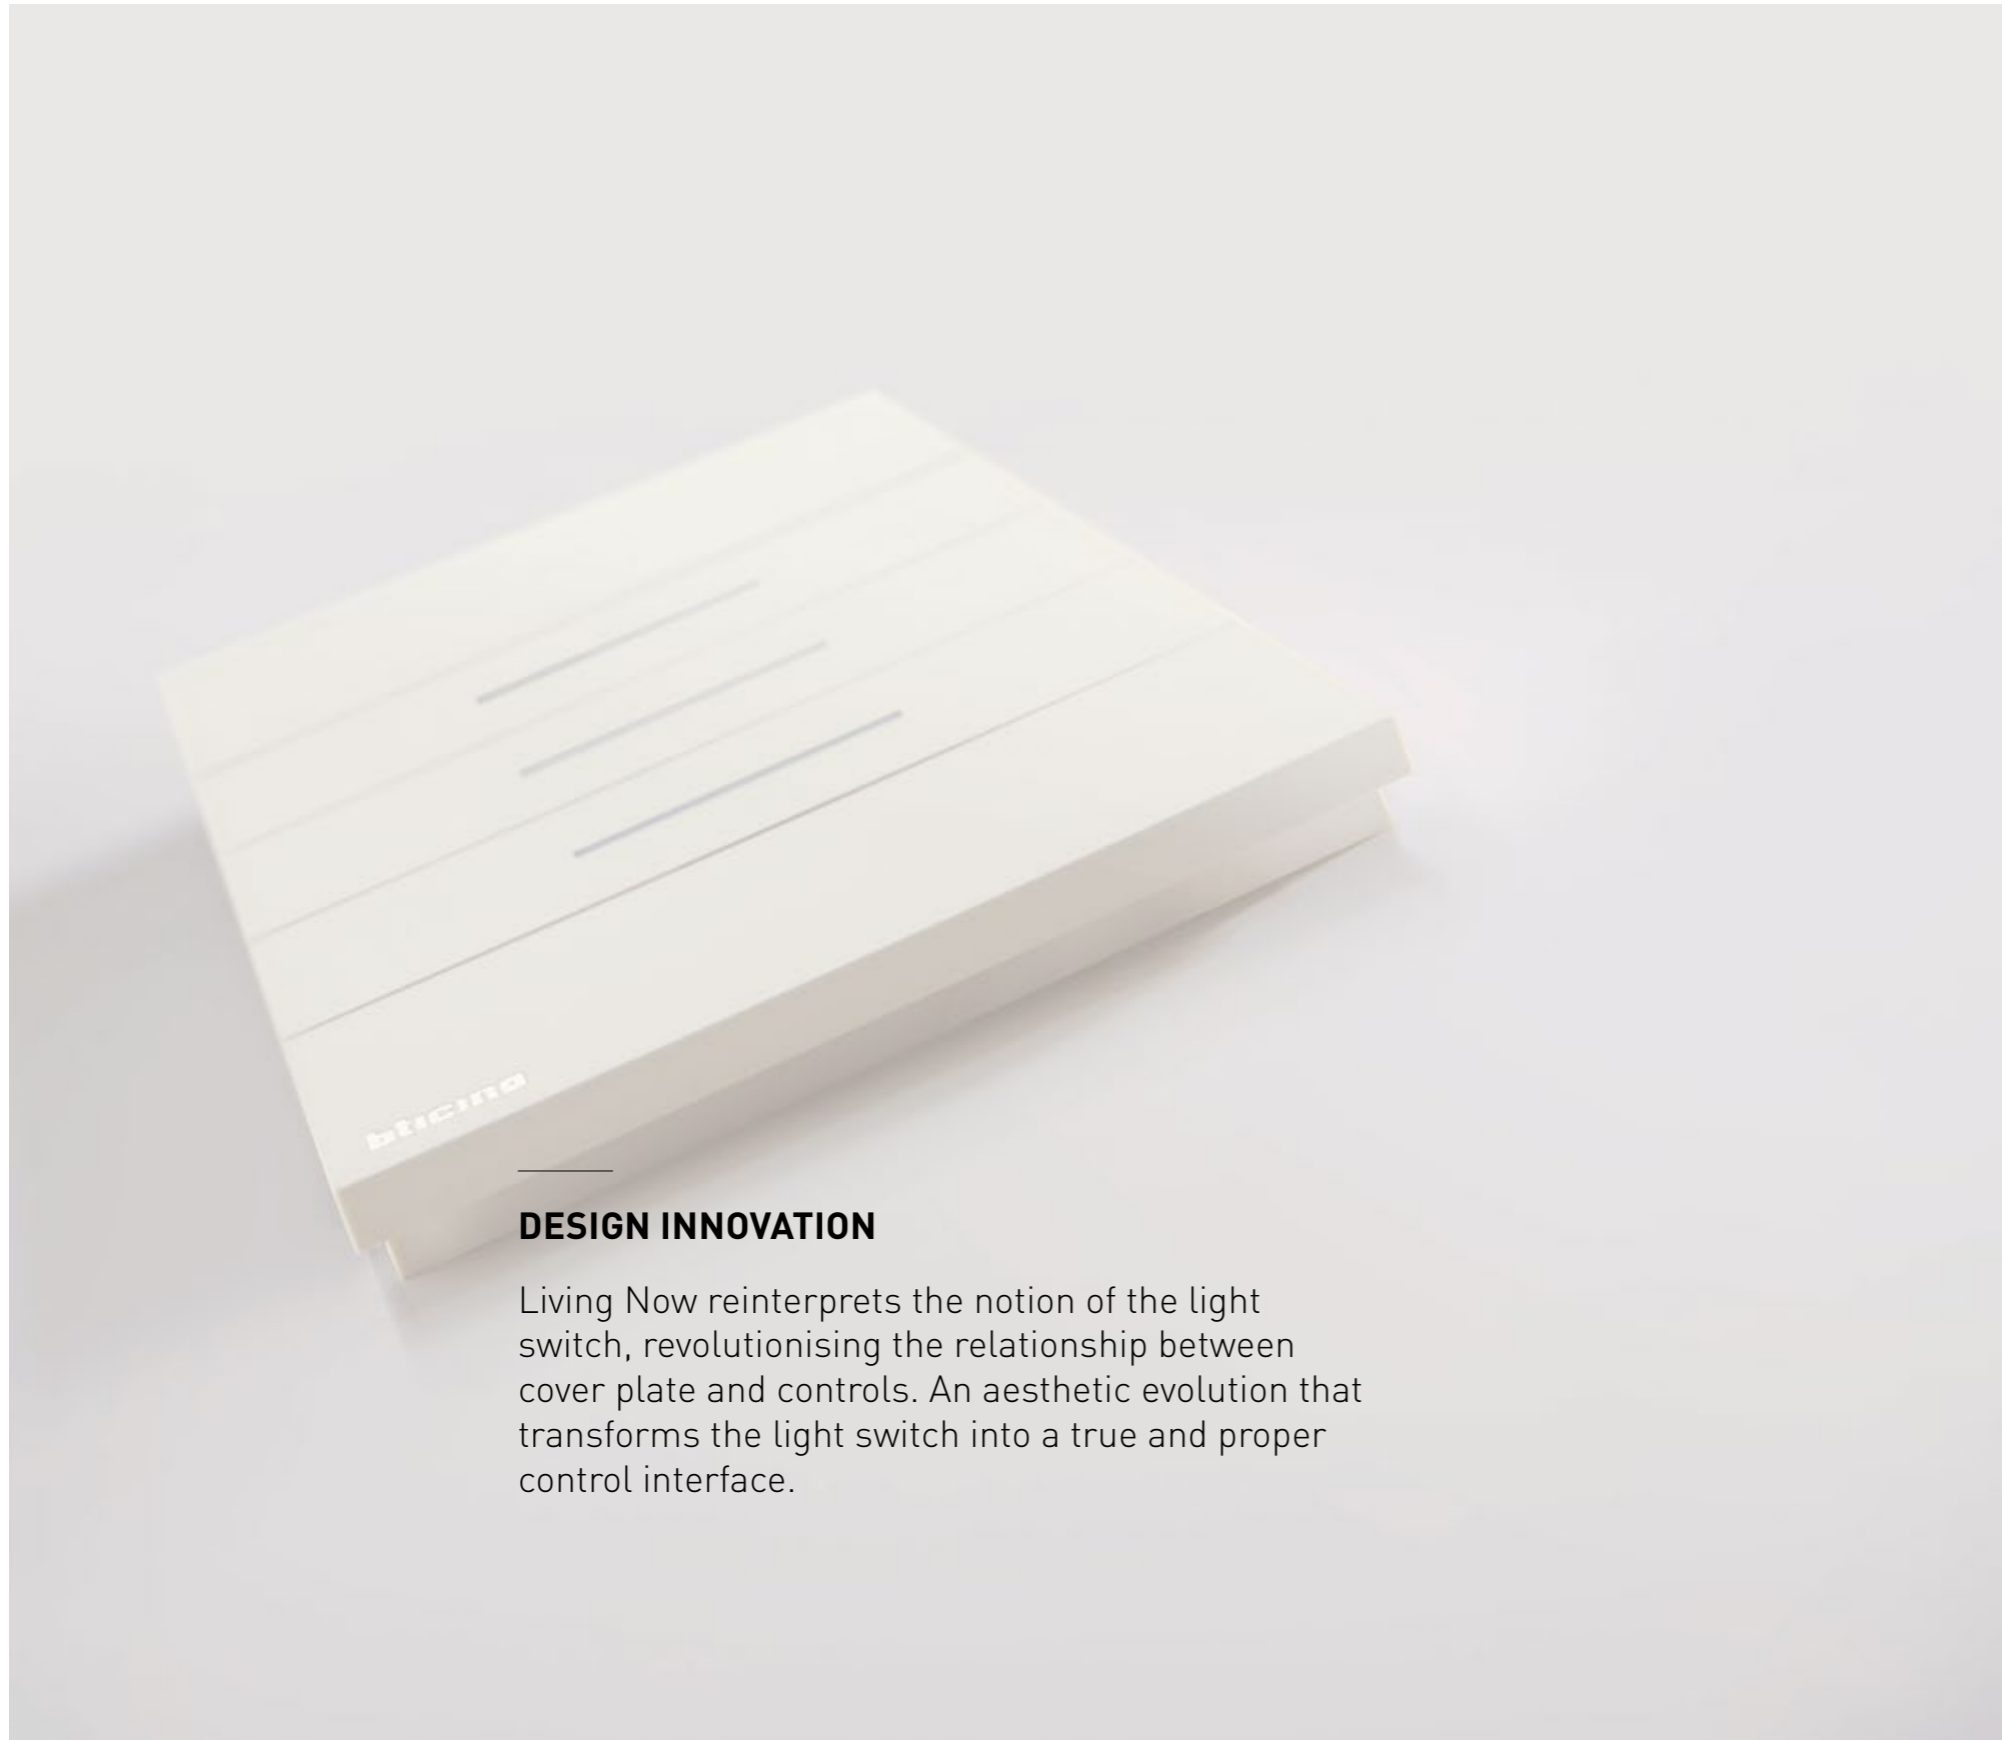 bticino
DESIGN INNOVATION
Living Now reinterprets the notion of the light
switch, revolutionising the relationship between
cover plate and controls. An aesthetic evolution that
transforms the light switch into a true and proper
control interface.